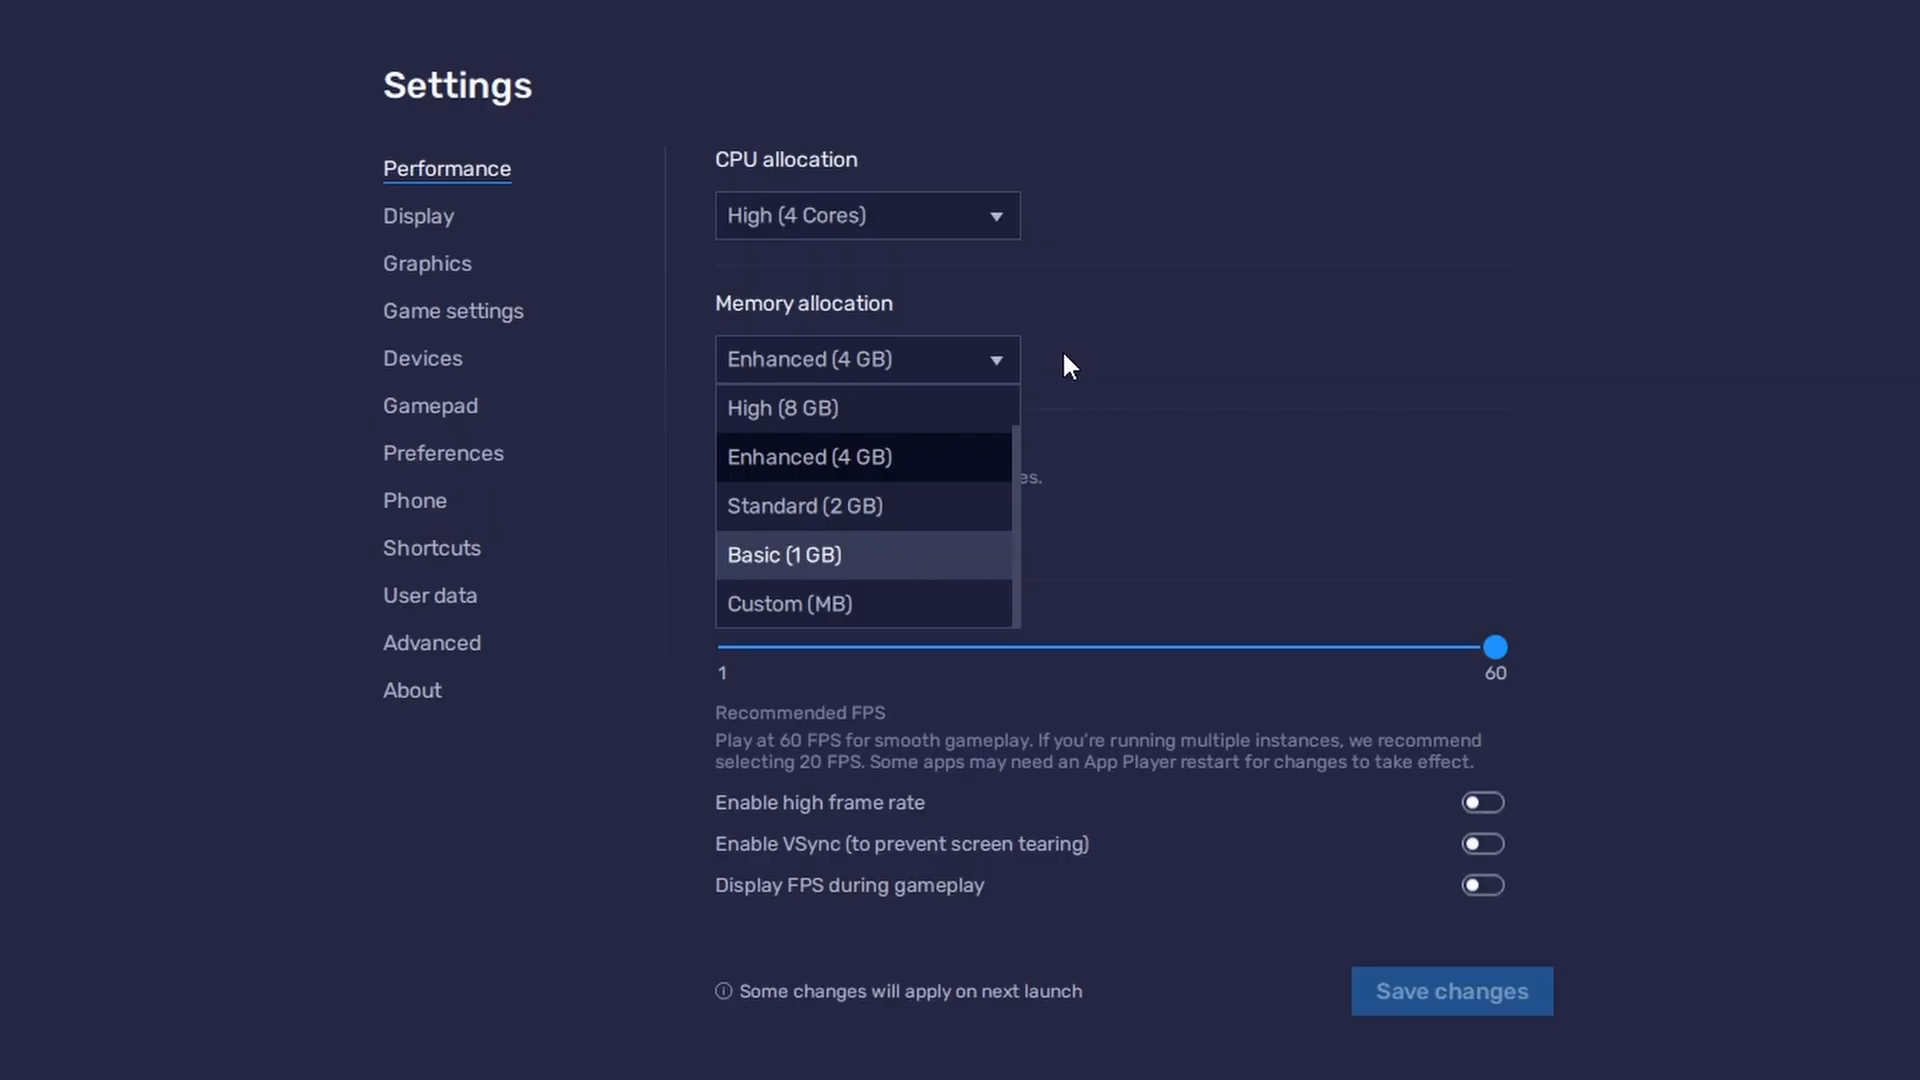 Settings
Performance
Display
Graphics
Game settings
Devices
Gamepad
Preferences
Phone
Shortcuts
User data
Advanced
About
CPU allocation
High (4 Cores)
Memory allocation
Enhanced (4 GB)
High (8 GB)
Enhanced (4 GB)
es.
Standard (2 GB)
Basic (1 GB)
Custom (MB)
1
60
Recommended FPS
Play at 60 FPS for smooth gameplay. If you're running multiple instances, we recommend
selecting 20 FPS. Some apps may need an App Player restart for changes to take effect.
Enable high frame rate
Enable VSync (to prevent screen tearing)
Display FPS during gameplay
Some changes will apply on next launch
Save changes